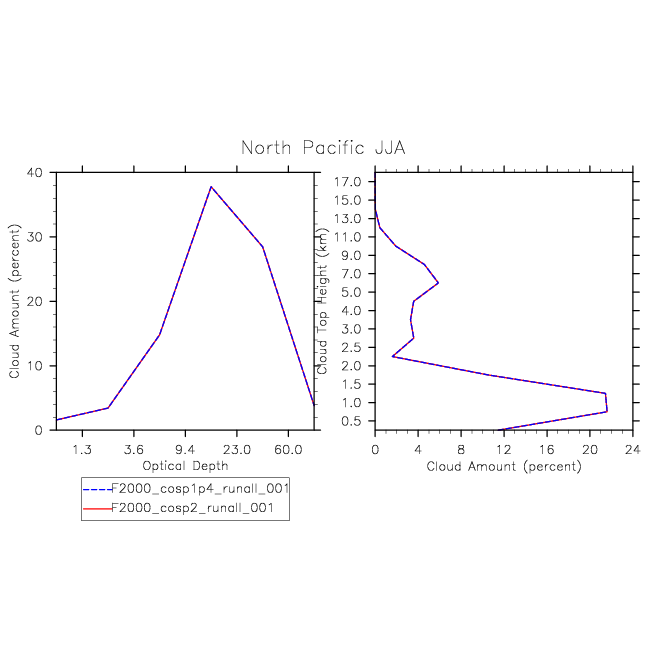 North Pacific JJA
40
30
20
10
0
Cloud Amount (percent)
1.3 3.6 9.4 23.0 60.0
Optical Depth
17.0
15.0
13.0
11.0
9.0
7.0
5.0
4.0
3.0
2.5
2.0
1.5
1.0
0.5
Cloud Top Height (km)
0 4 8 12 16 20 24
Cloud Amount (percent)
F2000_cosp1p4_runall_001
F2000_cosp2_runall_001